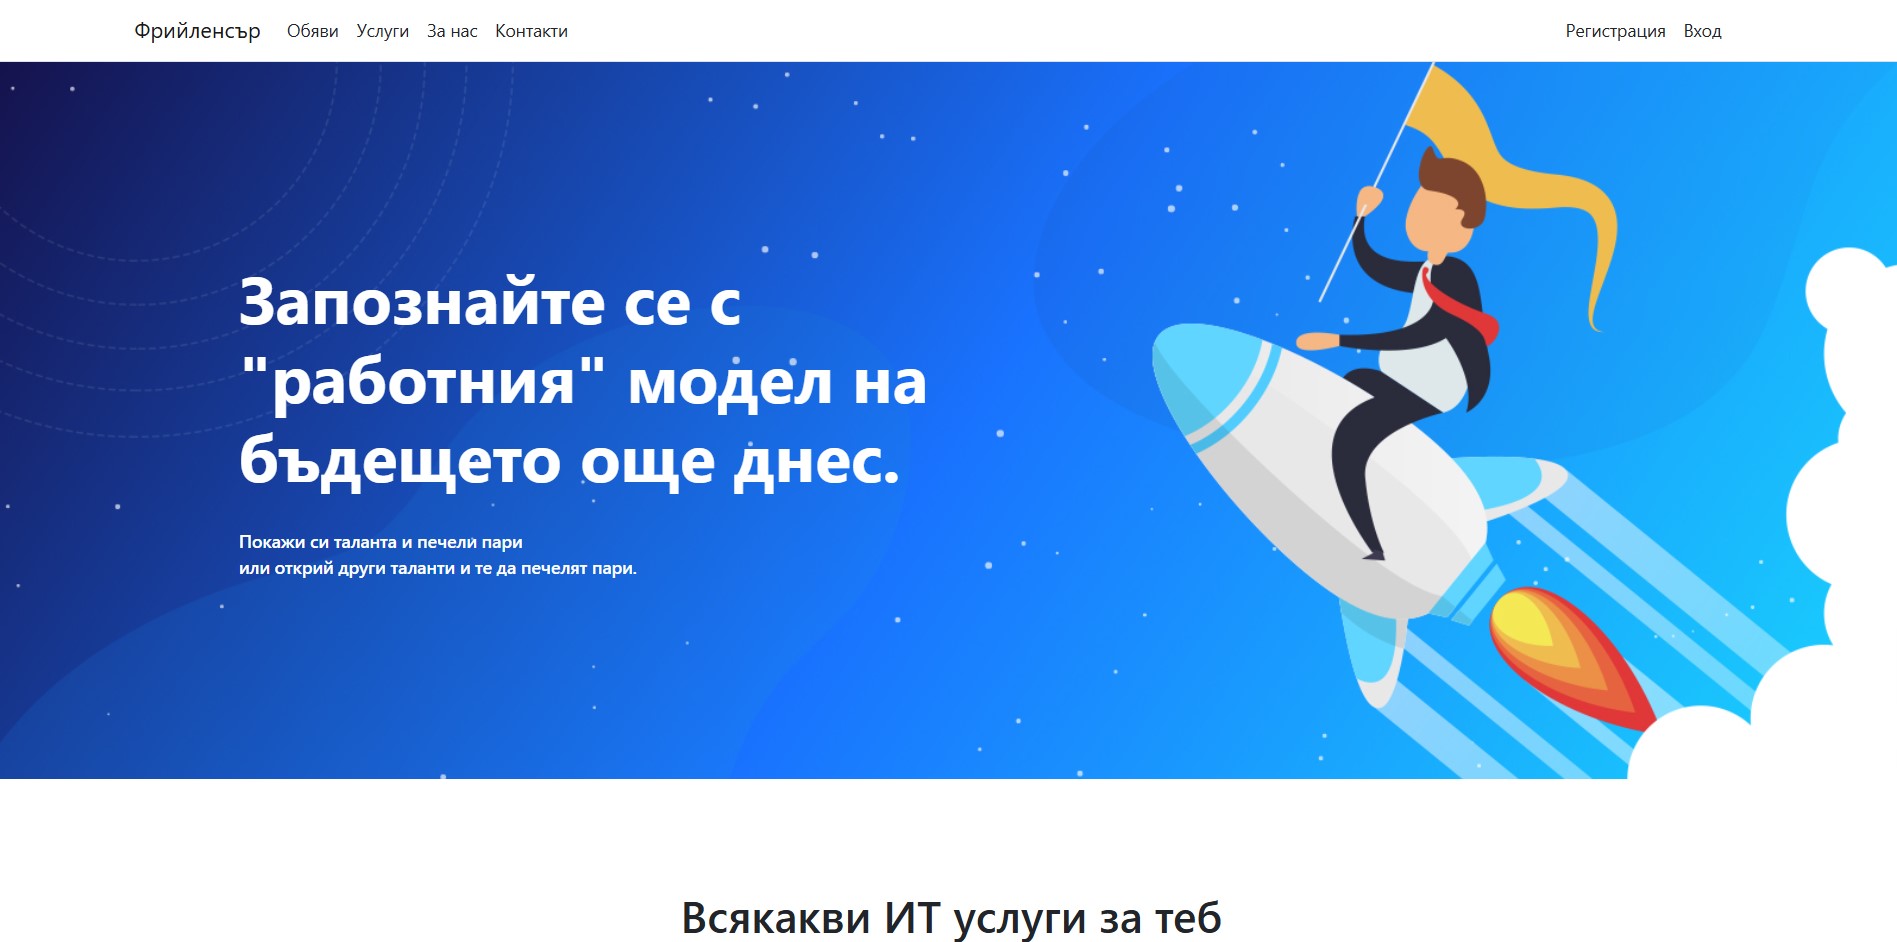 Фрийленсър Обяви Услуги За нас Контакти Регистрация Вход
Запознайте се с
"работния" модел на
бъдещето още днес.
Покажи си таланта и печели пари
или открий други таланти и те да печелят пари.
Всякакви ИТ услуги за теб